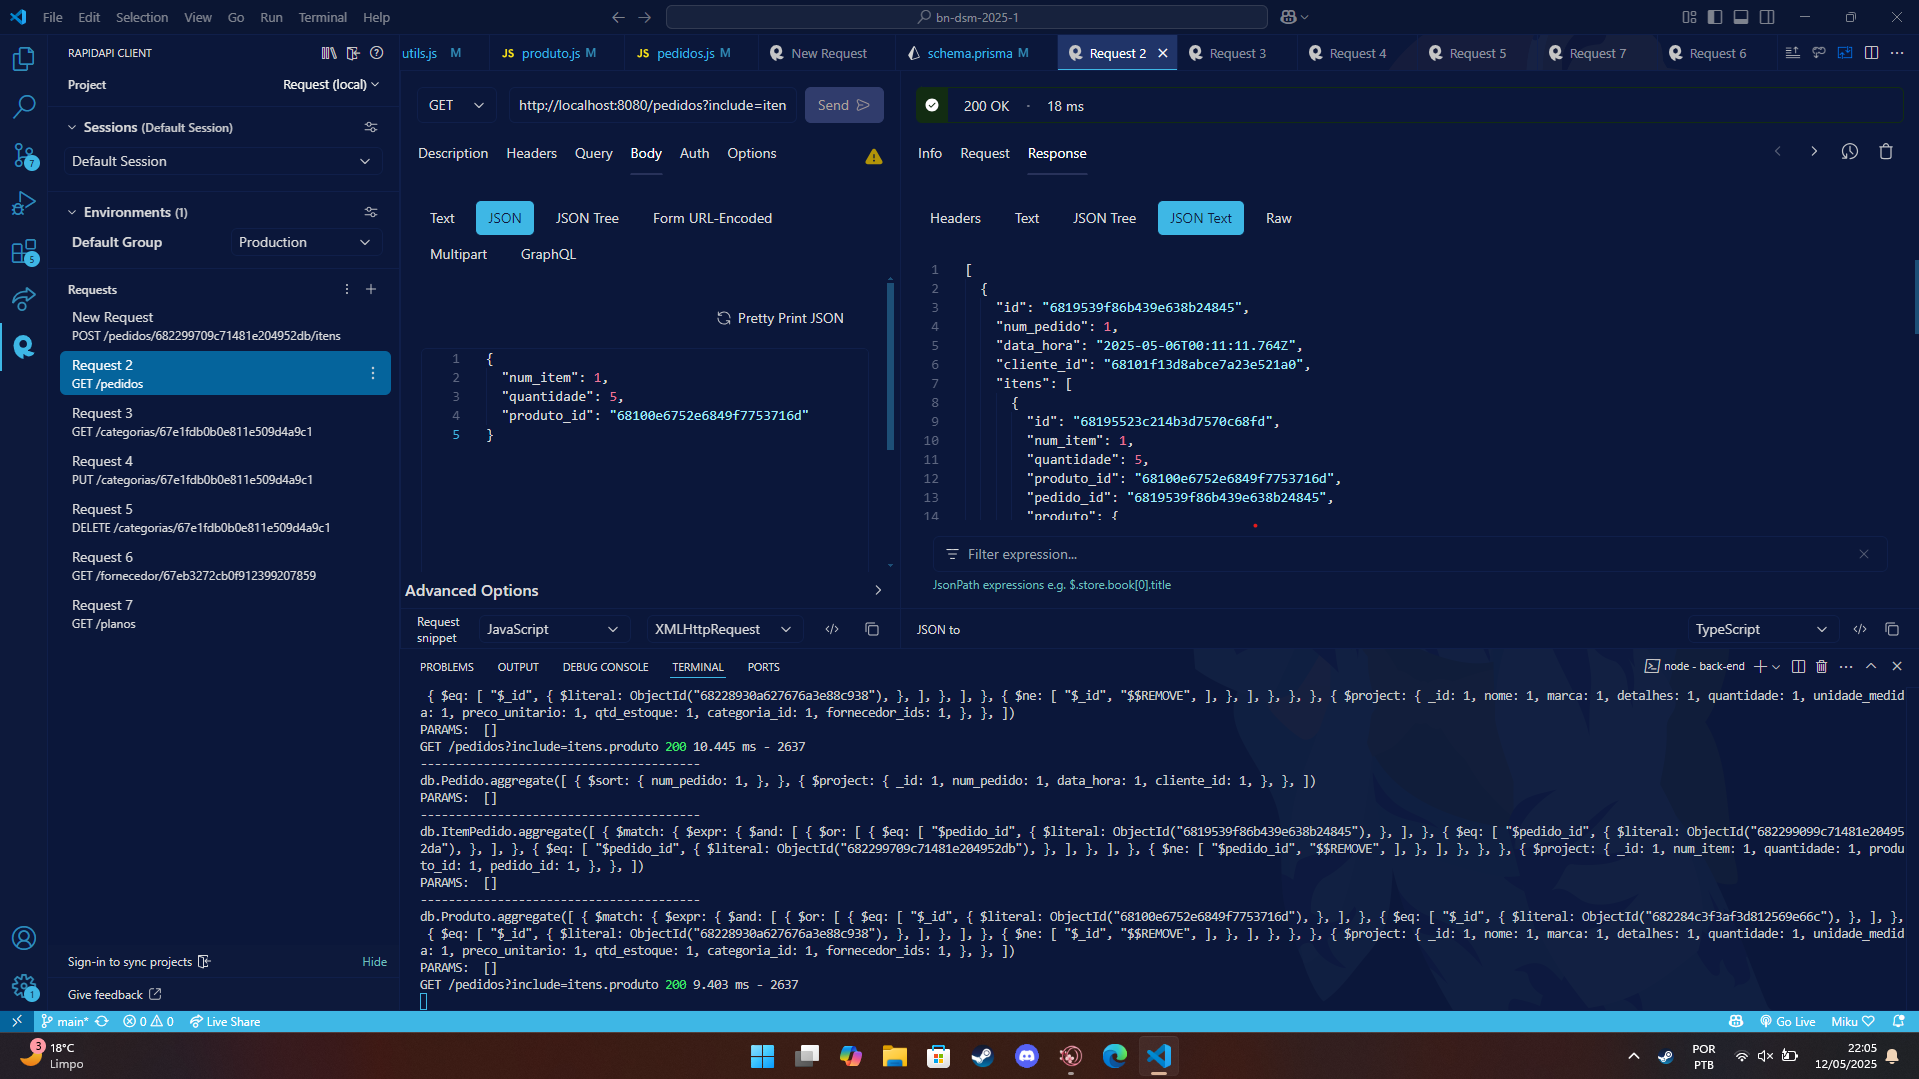 File Edit Selection View Go Run Terminal Help
bn-dsm-2025-1
RAPIDAPI CLIENT
utils.js M
JS produto.js M
JS pedidos.js M
New Request
schema.prisma M
Request 2
Request 3
Request 4
Request 5
Request 7
Request 6
Project
Request (local)
Sessions (Default Session)
Default Session
Environments (1)
Default Group
Production
Requests
New Request
POST /pedidos/682299709c71481e204952db/itens
Request 2
GET /pedidos
Request 3
GET /categorias/67e1fdb0b0e811e509d4a9c1
Request 4
PUT /categorias/67e1fdb0b0e811e509d4a9c1
Request 5
DELETE /categorias/67e1fdb0b0e811e509d4a9c1
Request 6
GET /fornecedor/67eb3272cb0f912399207859
Request 7
GET /planos
7
5
1
Sign-in to sync projects
Hide
Give feedback
GET
http://localhost:8080/pedidos?include=iten
Send
Description Headers Query Body Auth Options
Text JSON JSON Tree Form URL-Encoded
Multipart GraphQL
Pretty Print JSON
1 {
2 "num_item": 1,
3 "quantidade": 5,
4 "produto_id": "68100e6752e6849f7753716d"
5 }
Advanced Options
Request snippet
JavaScript
XMLHttpRequest
200 OK - 18 ms
Info Request Response
Headers Text JSON Tree JSON Text Raw
1 [
2 {
3 "id": "6819539f86b439e638b24845",
4 "num_pedido": 1,
5 "data_hora": "2025-05-06T00:11:11.764Z",
6 "cliente_id": "68101f13d8abce7a23e521a0",
7 "itens": [
8 {
9 "id": "68195523c214b3d7570c68fd",
10 "num_item": 1,
11 "quantidade": 5,
12 "produto_id": "68100e6752e6849f7753716d",
13 "pedido_id": "6819539f86b439e638b24845",
14 "produto": {
Filter expression...
JsonPath expressions e.g. $.store.book[0].title
JSON to
TypeScript
PROBLEMS OUTPUT DEBUG CONSOLE TERMINAL PORTS
node - back-end
{ $eq: [ "$_id", { $literal: ObjectId("68228930a627676a3e88c938"), }, ], }, ], }, { $ne: [ "$_id", "$$REMOVE", ], }, ], }, }, }, { $project: { _id: 1, nome: 1, marca: 1, detalhes: 1, quantidade: 1, unidade_medid
a: 1, preco_unitario: 1, qtd_estoque: 1, categoria_id: 1, fornecedor_ids: 1, }, }, ])
PARAMS: []
GET /pedidos?include=itens.produto 200 10.445 ms - 2637
----------------------------------------
db.Pedido.aggregate([ { $sort: { num_pedido: 1, }, }, { $project: { _id: 1, num_pedido: 1, data_hora: 1, cliente_id: 1, }, }, ])
PARAMS: []
----------------------------------------
db.ItemPedido.aggregate([ { $match: { $expr: { $and: [ { $or: [ { $eq: [ "$pedido_id", { $literal: ObjectId("6819539f86b439e638b24845"), }, ], }, { $eq: [ "$pedido_id", { $literal: ObjectId("682299099c71481e20495
2da"), }, ], }, { $eq: [ "$pedido_id", { $literal: ObjectId("682299709c71481e204952db"), }, ], }, ], }, { $ne: [ "$pedido_id", "$$REMOVE", ], }, ], }, }, }, { $project: { _id: 1, num_item: 1, quantidade: 1, produ
to_id: 1, pedido_id: 1, }, }, ])
PARAMS: []
----------------------------------------
db.Produto.aggregate([ { $match: { $expr: { $and: [ { $or: [ { $eq: [ "$_id", { $literal: ObjectId("68100e6752e6849f7753716d"), }, ], }, { $eq: [ "$_id", { $literal: ObjectId("682284c3f3af3d812569e66c"), }, ], },
{ $eq: [ "$_id", { $literal: ObjectId("68228930a627676a3e88c938"), }, ], }, ], }, { $ne: [ "$_id", "$$REMOVE", ], }, ], }, }, }, { $project: { _id: 1, nome: 1, marca: 1, detalhes: 1, quantidade: 1, unidade_medid
a: 1, preco_unitario: 1, qtd_estoque: 1, categoria_id: 1, fornecedor_ids: 1, }, }, ])
PARAMS: []
GET /pedidos?include=itens.produto 200 9.403 ms - 2637
main* 0 0 Live Share
Go Live Miku
3
18°C
Limpo
POR
PTB
22:05
12/05/2025